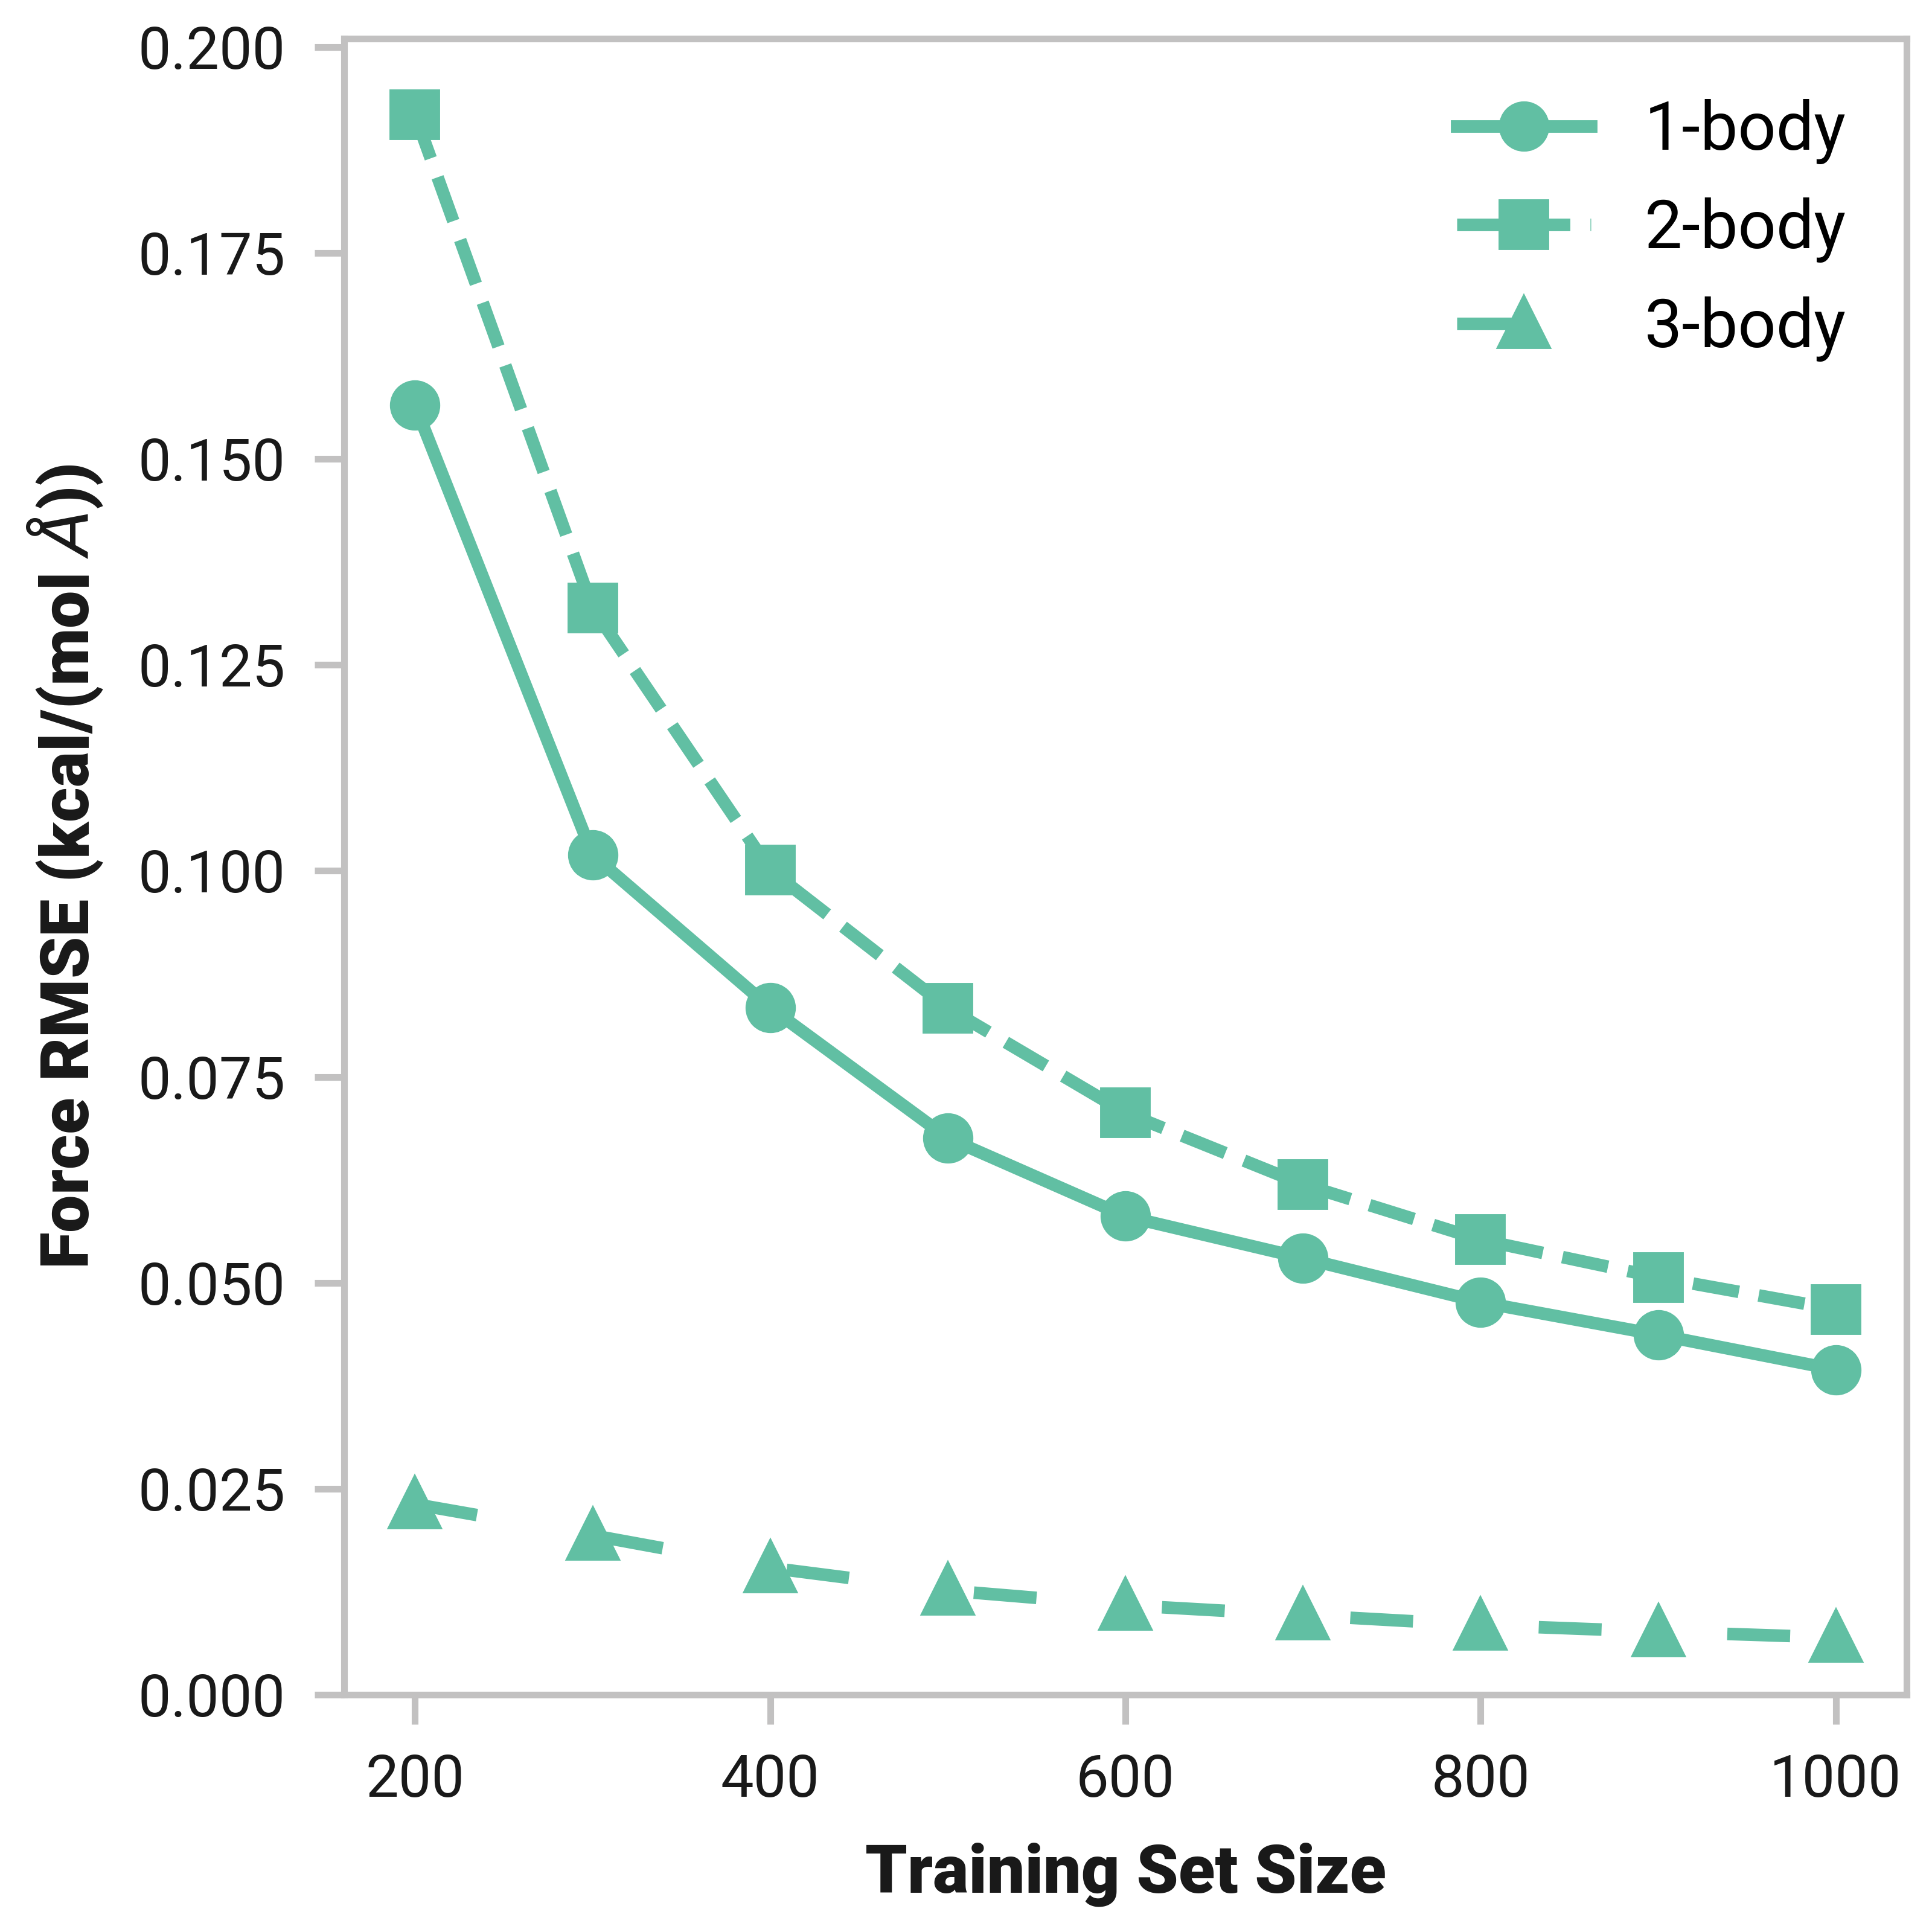 0.200
0.175
0.150
0.125
0.100
0.075
0.050
0.025
0.000
Force RMSE (kcal/(mol Å)))
1-body
2-body
3-body
200 400 600 800 1000
Training Set Size